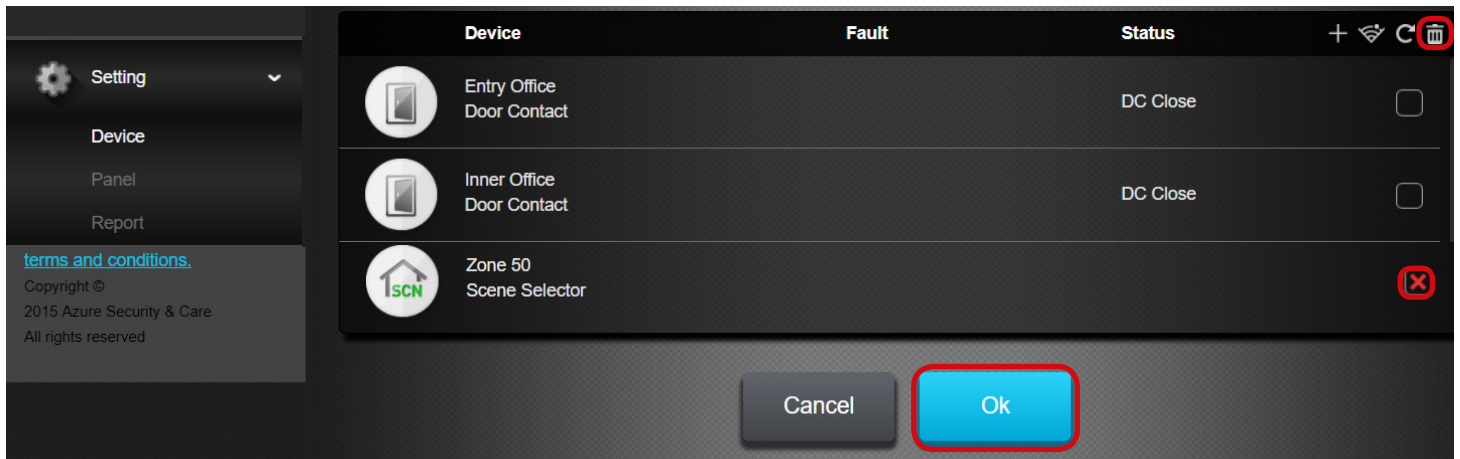 Device Fault Status
Setting
Device
Panel
Report
terms and conditions.
Copyright ©
2015 Azure Security & Care
All rights reserved
Entry Office
Door Contact
DC Close
Inner Office
Door Contact
DC Close
SCN
Zone 50
Scene Selector
Cancel
Ok